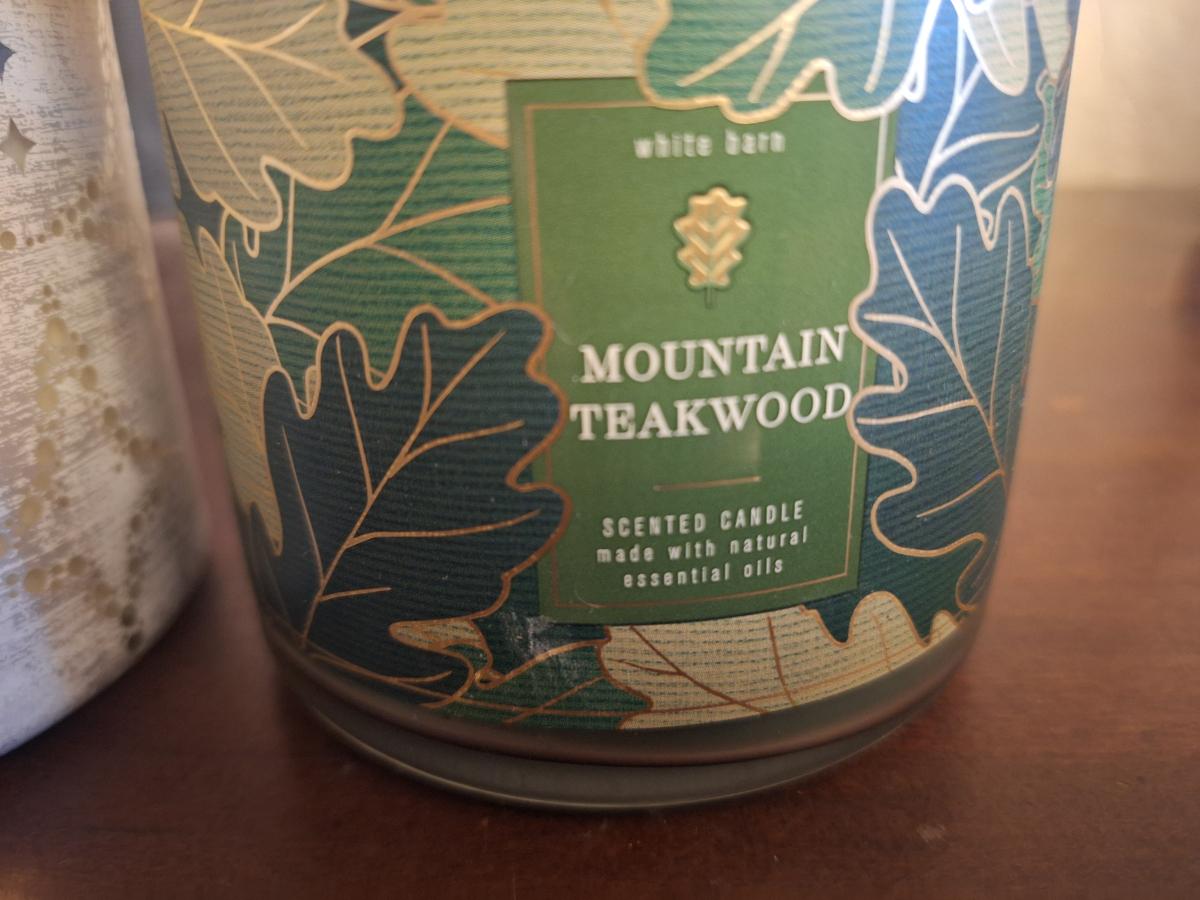 white barn
MOUNTAIN
TEAKWOOD
SCENTED CANDLE
made with natural
essential oils